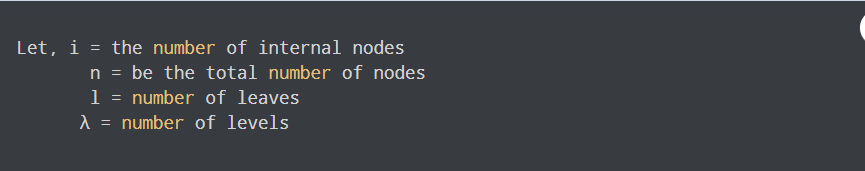 Let, i = the number of internal nodes
n = be the total number of nodes
l = number of leaves
λ = number of levels